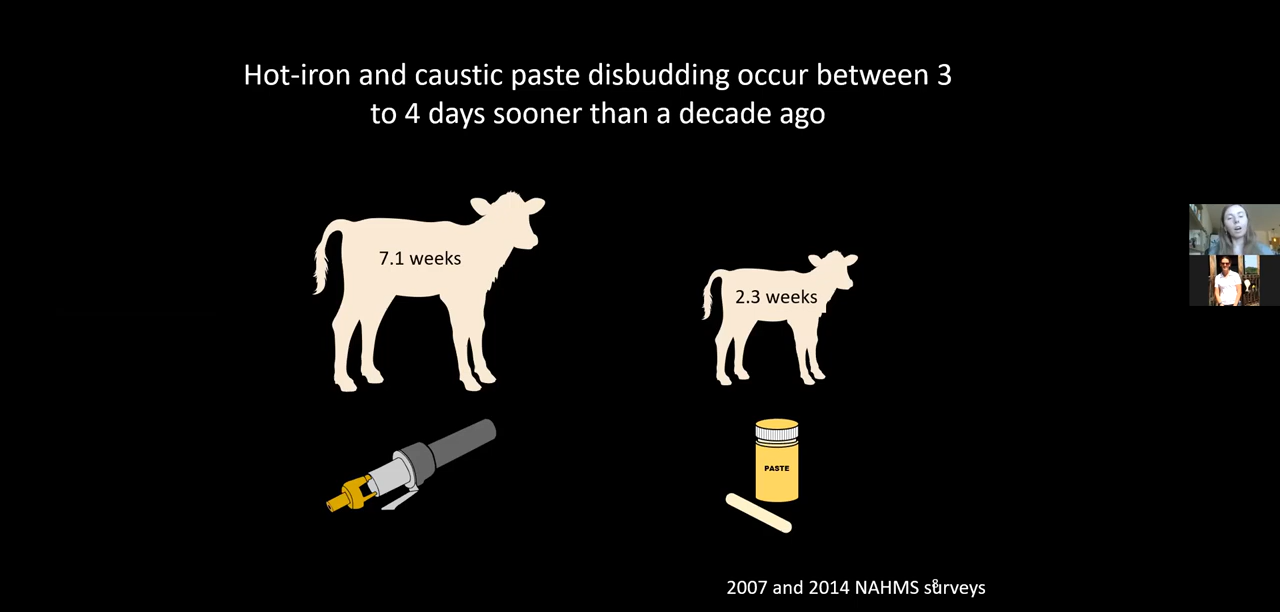 Hot-iron and caustic paste disbudding occur between 3
to 4 days sooner than a decade ago
7.1 weeks
2.3 weeks
PASTE
2007 and 2014 NAHMS surveys
8